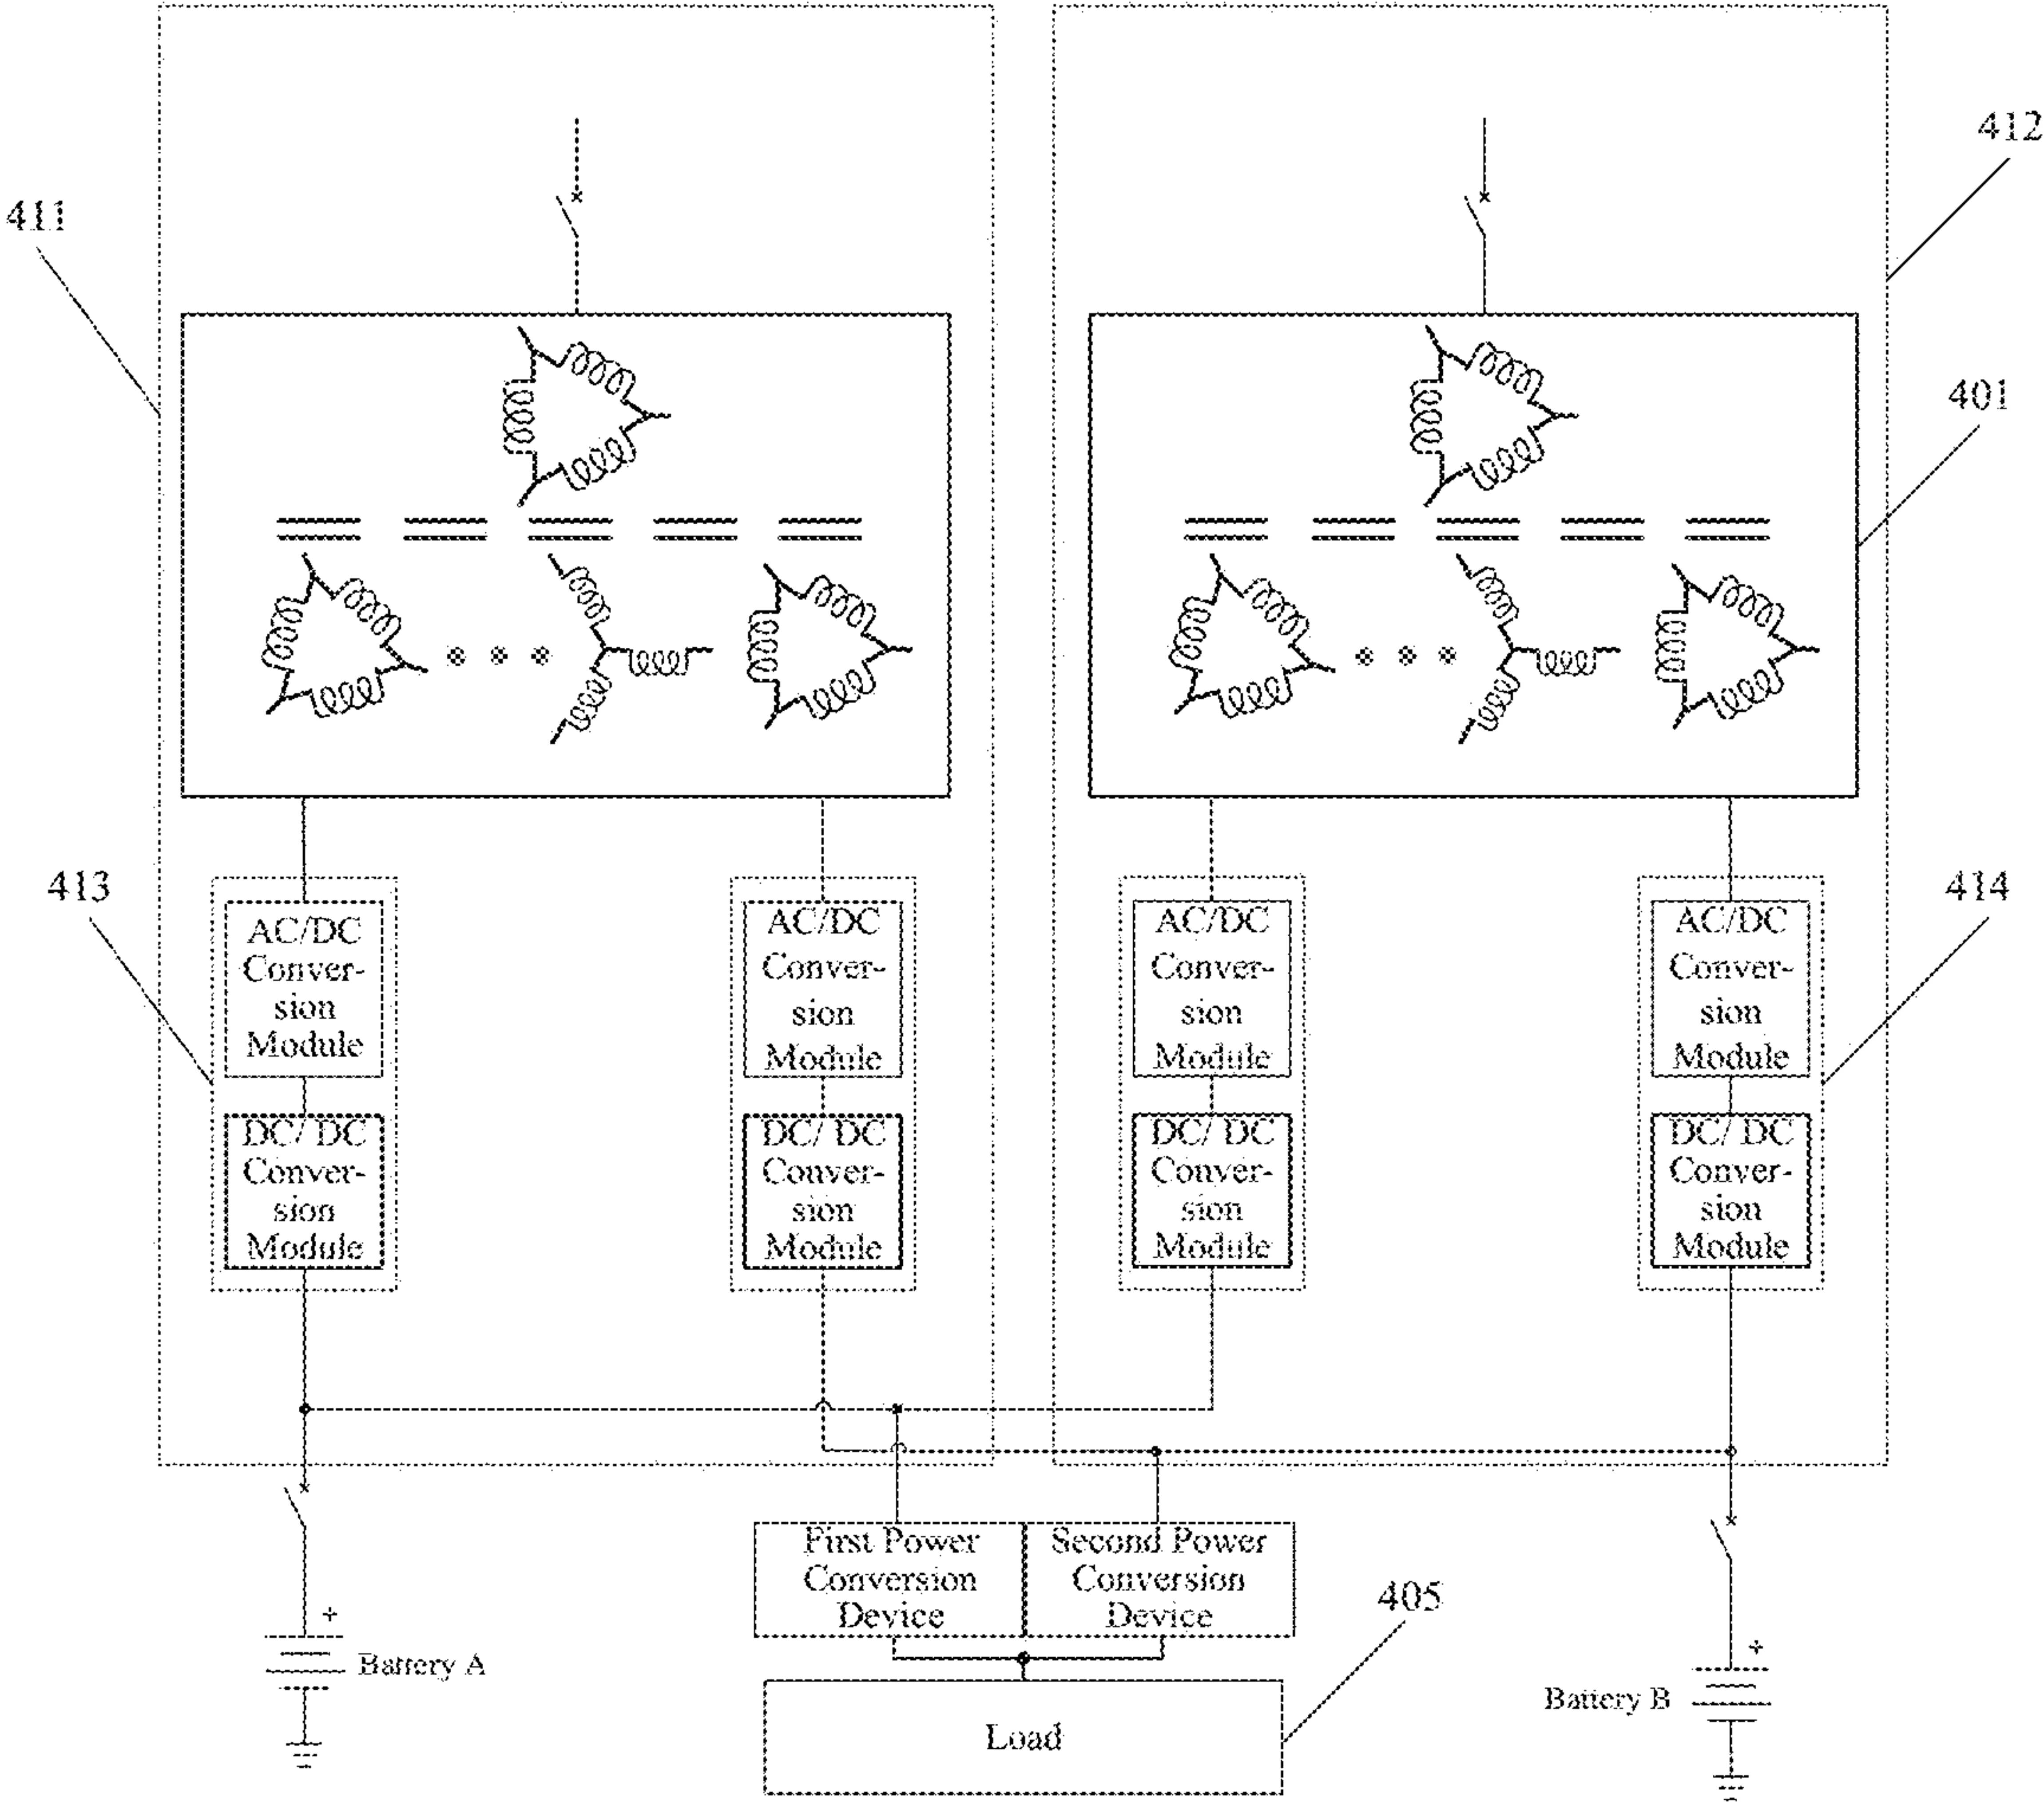 412
411
401
413
414
AC/DC
Conver-
sion
Module
AC/DC
Conver-
sion
Module
AC/DC
Conver-
sion
Module
AC/DC
Conver-
sion
Module
DC/ DC
Conver-
sion
Module
DC/ DC
Conver-
sion
Module
DC/ DC
Conver-
sion
Module
DC/ DC
Conver-
sion
Module
First Power
Conversion
Device
Second Power
Conversion
Device
405
+
Battery A
+
Battery B
Load